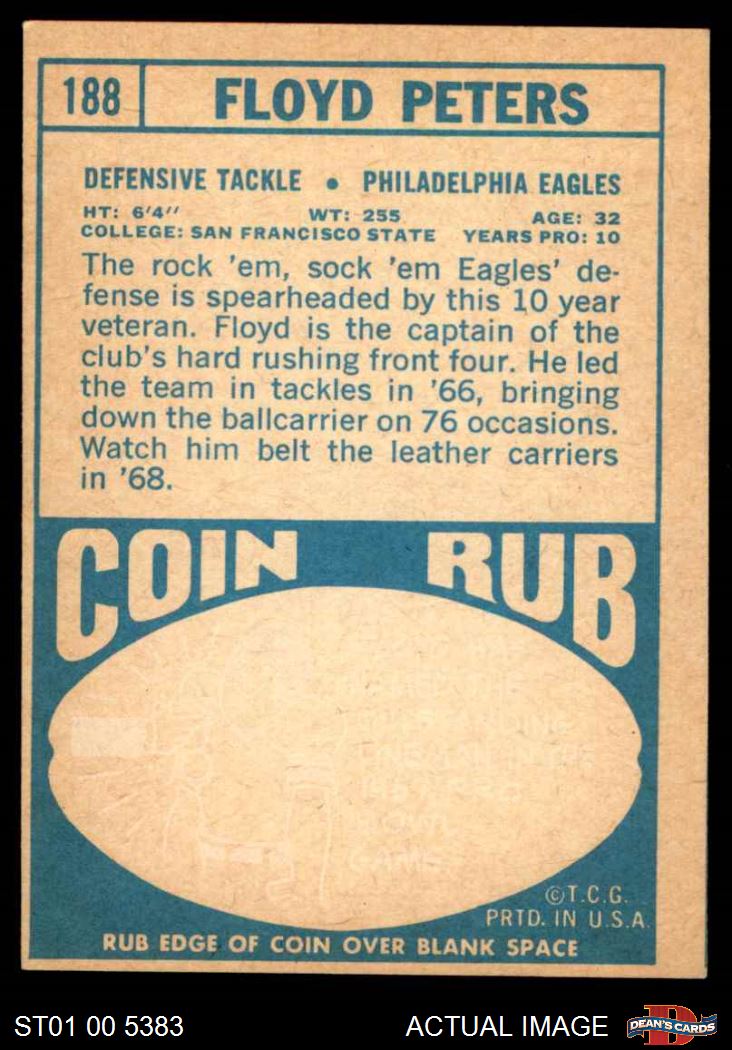 188 FLOYD PETERS
DEFENSIVE TACKLE • PHILADELPHIA EAGLES
HT: 6'4'' WT: 255 AGE: 32
COLLEGE: SAN FRANCISCO STATE YEARS PRO: 10
The rock 'em, sock 'em Eagles' de-
fense is spearheaded by this 10 year
veteran. Floyd is the captain of the
club's hard rushing front four. He led
the team in tackles in '66, bringing
down the ballcarrier on 76 occasions.
Watch him belt the leather carriers
in '68.
COIN RUB
GAME
©T.C.G.
PRTD. IN U.S.A.
RUB EDGE OF COIN OVER BLANK SPACE
ST01 00 5383 ACTUAL IMAGE
D
DEAN'S CARDS